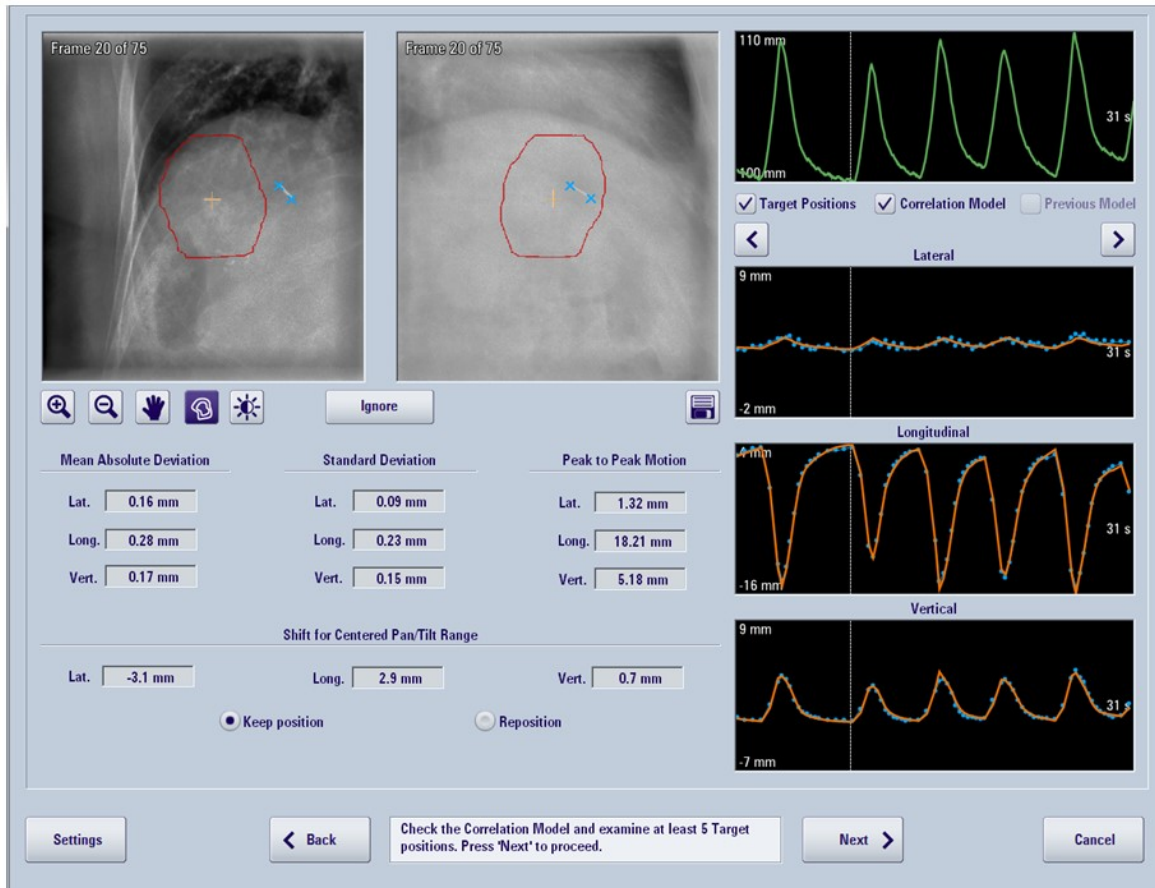 Frame 20 of 75
Frame 20 of 75
110 mm
31 s
100 mm
Target Positions
Correlation Model
Previous Model
Lateral
9 mm
31 s
-2 mm
Ignore
Longitudinal
4 mm
31 s
-16 mm
Mean Absolute Deviation
Standard Deviation
Peak to Peak Motion
Lat. 0.16 mm
Lat. 0.09 mm
Lat. 1.32 mm
Long. 0.28 mm
Long. 0.23 mm
Long. 18.21 mm
Vert. 0.17 mm
Vert. 0.15 mm
Vert. 5.18 mm
Vertical
9 mm
31 s
-7 mm
Shift for Centered Pan/Tilt Range
Lat. -3.1 mm
Long. 2.9 mm
Vert. 0.7 mm
Keep position
Reposition
Settings
Back
Check the Correlation Model and examine at least 5 Target
positions. Press 'Next' to proceed.
Next
Cancel